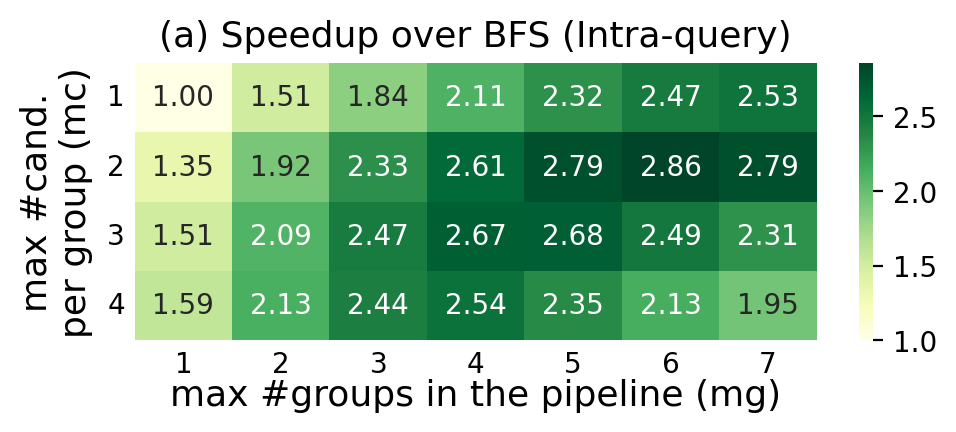 (a) Speedup over BFS (Intra-query)
max #cand.
per group (mc)
1 1.00 1.51 1.84 2.11 2.32 2.47 2.53
2 1.35 1.92 2.33 2.61 2.79 2.86 2.79
3 1.51 2.09 2.47 2.67 2.68 2.49 2.31
4 1.59 2.13 2.44 2.54 2.35 2.13 1.95
1 2 3 4 5 6 7
max #groups in the pipeline (mg)
2.5
2.0
1.5
1.0